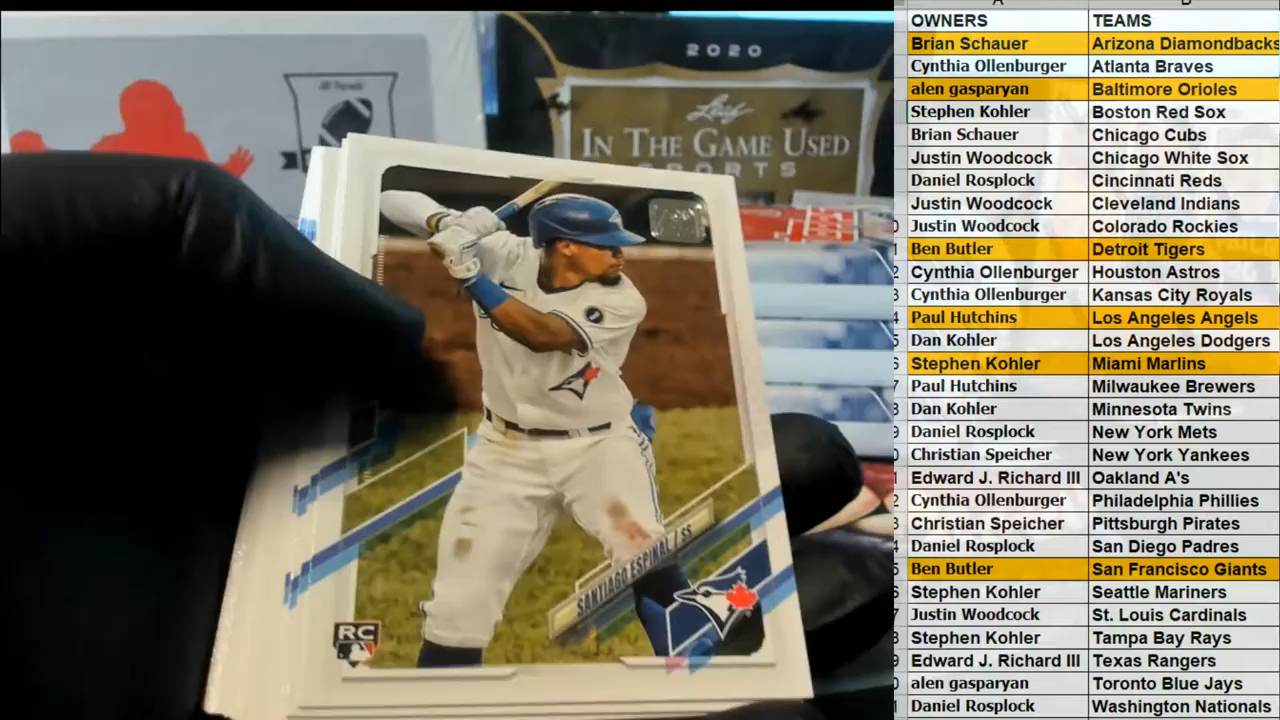 2020
Leaf
IN THE GAME USED
SPORTS
SANTIAGO ESPINAL / SS
RC
OWNERS TEAMS
Brian Schauer Arizona Diamondbacks
Cynthia Ollenburger Atlanta Braves
alen gasparyan Baltimore Orioles
Stephen Kohler Boston Red Sox
Brian Schauer Chicago Cubs
Justin Woodcock Chicago White Sox
Daniel Rosplock Cincinnati Reds
Justin Woodcock Cleveland Indians
Justin Woodcock Colorado Rockies
Ben Butler Detroit Tigers
Cynthia Ollenburger Houston Astros
Cynthia Ollenburger Kansas City Royals
Paul Hutchins Los Angeles Angels
Dan Kohler Los Angeles Dodgers
Stephen Kohler Miami Marlins
Paul Hutchins Milwaukee Brewers
Dan Kohler Minnesota Twins
Daniel Rosplock New York Mets
Christian Speicher New York Yankees
Edward J. Richard III Oakland A's
Cynthia Ollenburger Philadelphia Phillies
Christian Speicher Pittsburgh Pirates
Daniel Rosplock San Diego Padres
Ben Butler San Francisco Giants
Stephen Kohler Seattle Mariners
Justin Woodcock St. Louis Cardinals
Stephen Kohler Tampa Bay Rays
Edward J. Richard III Texas Rangers
alen gasparyan Toronto Blue Jays
Daniel Rosplock Washington Nationals